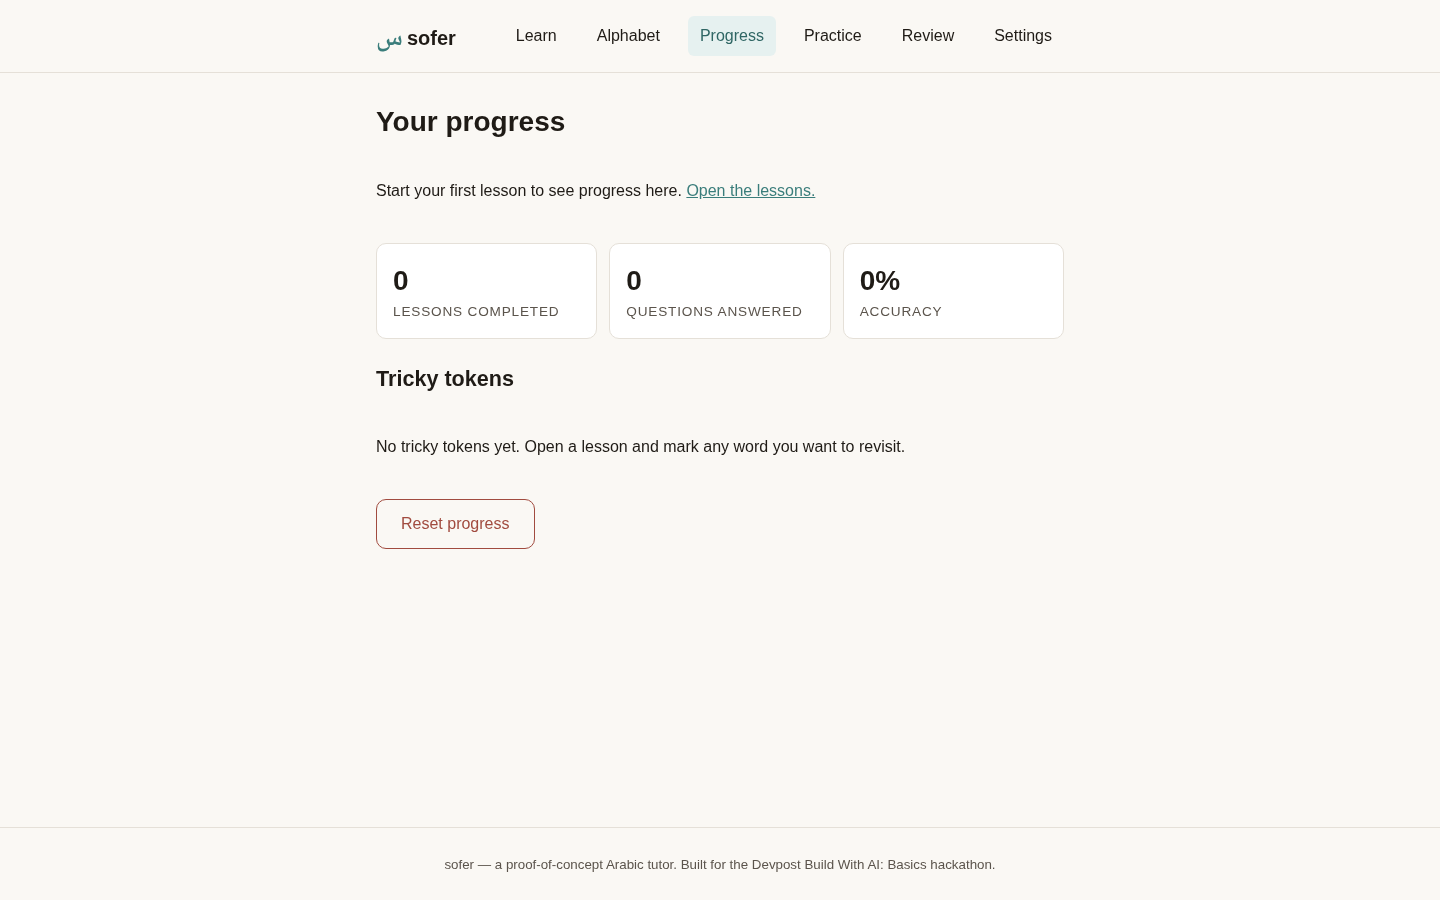 س sofer
Learn
Alphabet
Progress
Practice
Review
Settings
Your progress
Start your first lesson to see progress here. Open the lessons.
0
LESSONS COMPLETED
0
QUESTIONS ANSWERED
0%
ACCURACY
Tricky tokens
No tricky tokens yet. Open a lesson and mark any word you want to revisit.
Reset progress
sofer — a proof-of-concept Arabic tutor. Built for the Devpost Build With AI: Basics hackathon.